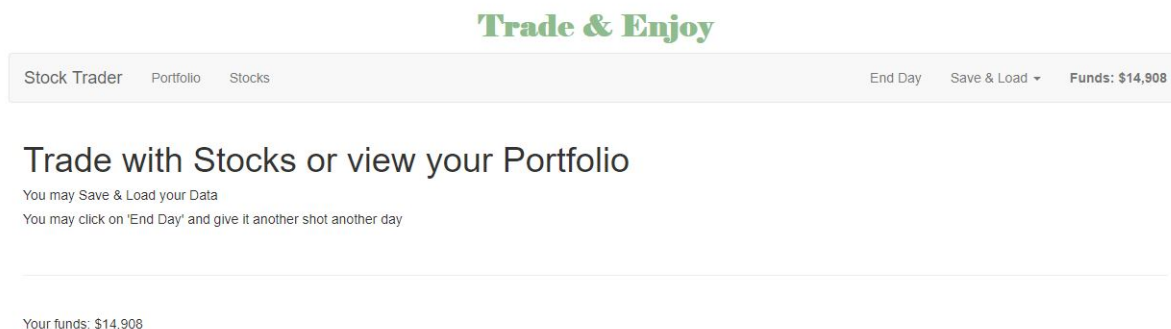 Trade & Enjoy
Stock Trader Portfolio Stocks End Day Save & Load Funds: $14,908
Trade with Stocks or view your Portfolio
You may Save & Load your Data
You may click on 'End Day' and give it another shot another day
Your funds: $14,908